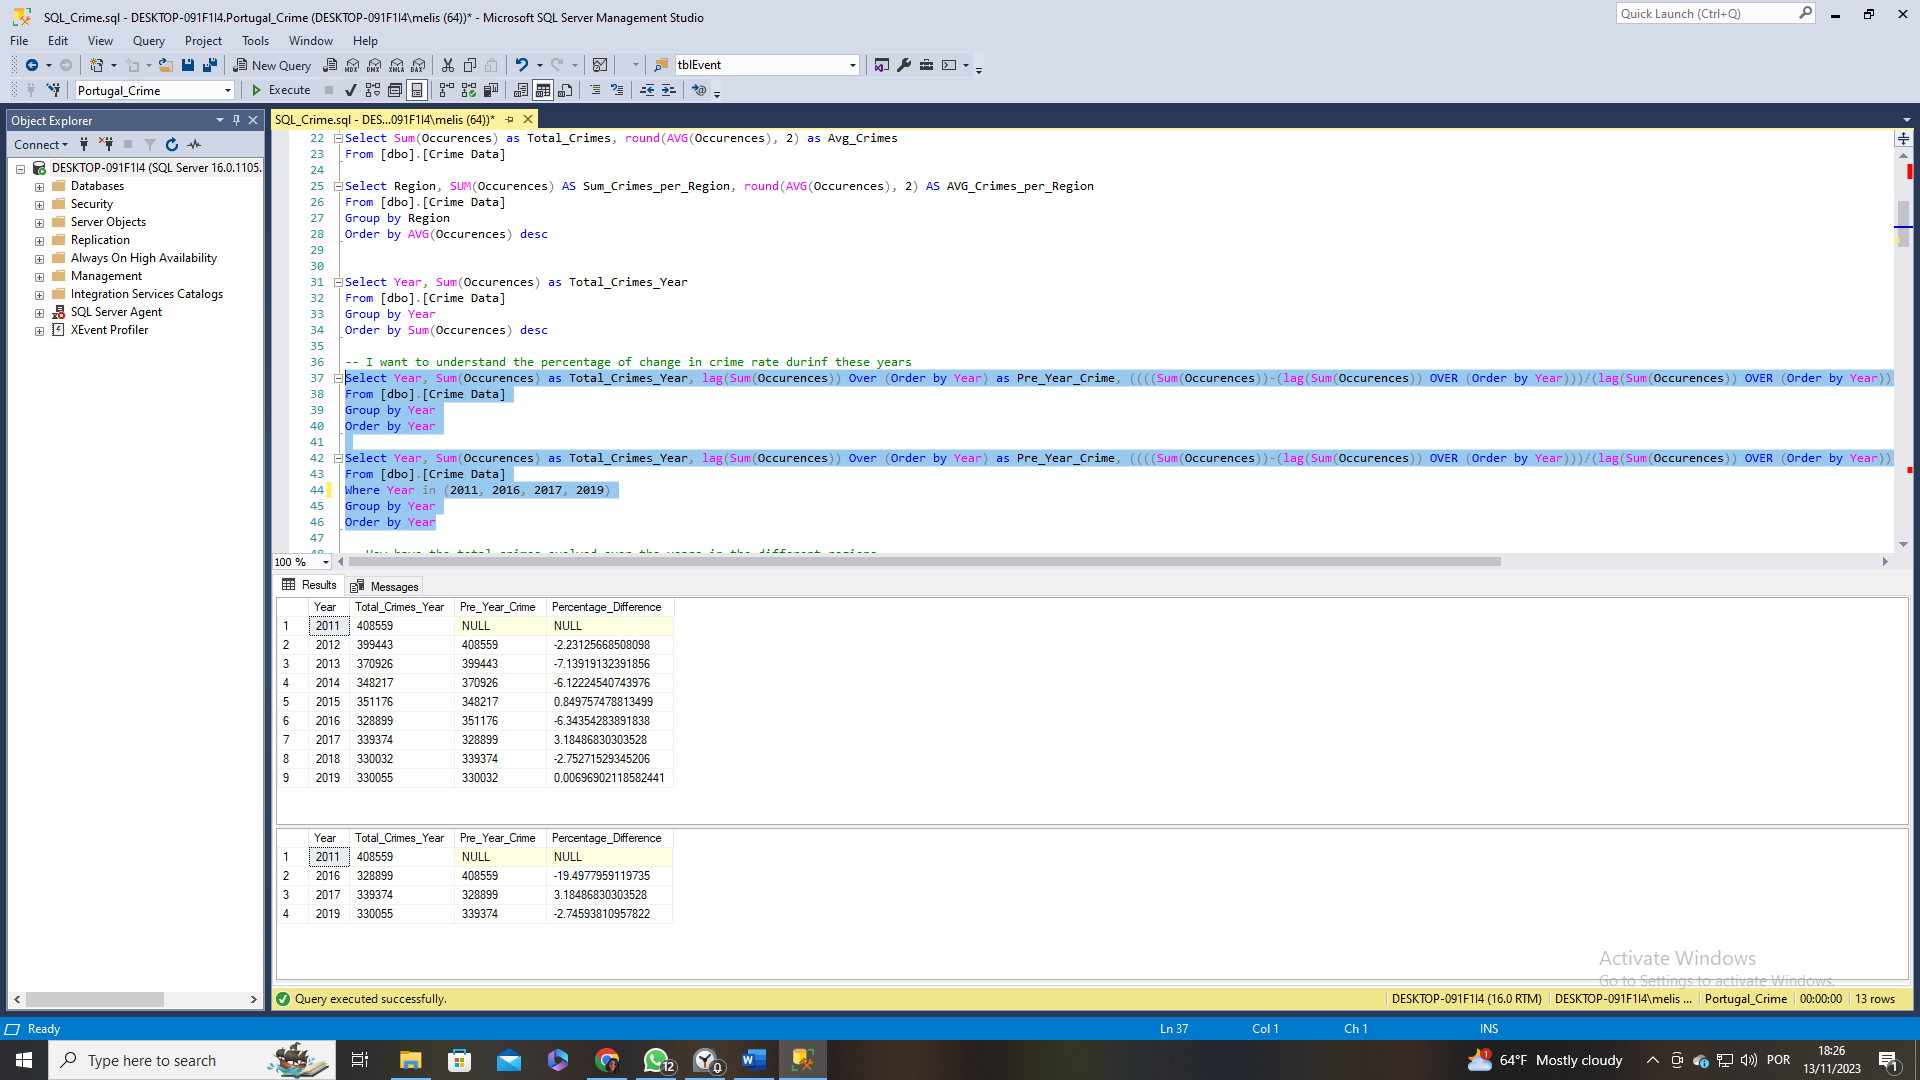 SQL_Crime.sql - DESKTOP-091F1I4.Portugal_Crime (DESKTOP-091F1I4\melis (64))* - Microsoft SQL Server Management Studio
Quick Launch (Ctrl+Q)
File Edit View Query Project Tools Window Help
New Query MDX DMX XMLA DAX tblEvent
Portugal_Crime Execute
Object Explorer
SQL_Crime.sql - DES...091F1I4\melis (64))*
Connect
DESKTOP-091F1I4 (SQL Server 16.0.1105.
Databases
Security
Server Objects
Replication
Always On High Availability
Management
Integration Services Catalogs
SQL Server Agent
XEvent Profiler
22 Select Sum(Occurences) as Total_Crimes, round(AVG(Occurences), 2) as Avg_Crimes
23 From [dbo].[Crime Data]
24
25 Select Region, SUM(Occurences) AS Sum_Crimes_per_Region, round(AVG(Occurences), 2) AS AVG_Crimes_per_Region
26 From [dbo].[Crime Data]
27 Group by Region
28 Order by AVG(Occurences) desc
29
30
31 Select Year, Sum(Occurences) as Total_Crimes_Year
32 From [dbo].[Crime Data]
33 Group by Year
34 Order by Sum(Occurences) desc
35
36 -- I want to understand the percentage of change in crime rate durinf these years
37 Select Year, Sum(Occurences) as Total_Crimes_Year, lag(Sum(Occurences)) Over (Order by Year) as Pre_Year_Crime, ((((Sum(Occurences))-(lag(Sum(Occurences)) OVER (Order by Year)))/(lag(Sum(Occurences)) OVER (Order by Year))
38 From [dbo].[Crime Data]
39 Group by Year
40 Order by Year
41
42 Select Year, Sum(Occurences) as Total_Crimes_Year, lag(Sum(Occurences)) Over (Order by Year) as Pre_Year_Crime, ((((Sum(Occurences))-(lag(Sum(Occurences)) OVER (Order by Year)))/(lag(Sum(Occurences)) OVER (Order by Year))
43 From [dbo].[Crime Data]
44 Where Year in (2011, 2016, 2017, 2019)
45 Group by Year
46 Order by Year
47
48 -- How have the total crimes evolved over the years in the different regions
100 %
Results Messages
Year Total_Crimes_Year Pre_Year_Crime Percentage_Difference
1 2011 408559 NULL NULL
2 2012 399443 408559 -2.23125668508098
3 2013 370926 399443 -7.13919132391856
4 2014 348217 370926 -6.12224540743976
5 2015 351176 348217 0.849757478813499
6 2016 328899 351176 -6.34354283891838
7 2017 339374 328899 3.18486830303528
8 2018 330032 339374 -2.75271529345206
9 2019 330055 330032 0.00696902118582441
Year Total_Crimes_Year Pre_Year_Crime Percentage_Difference
1 2011 408559 NULL NULL
2 2016 328899 408559 -19.4977959119735
3 2017 339374 328899 3.18486830303528
4 2019 330055 339374 -2.74593810957822
Activate Windows
Go to Settings to activate Windows.
Query executed successfully. DESKTOP-091F1I4 (16.0 RTM) DESKTOP-091F1I4\melis ... Portugal_Crime 00:00:00 13 rows
Ready Ln 37 Col 1 Ch 1 INS
Type here to search 12 0 W 1 64°F Mostly cloudy POR 18:26 1
13/11/2023